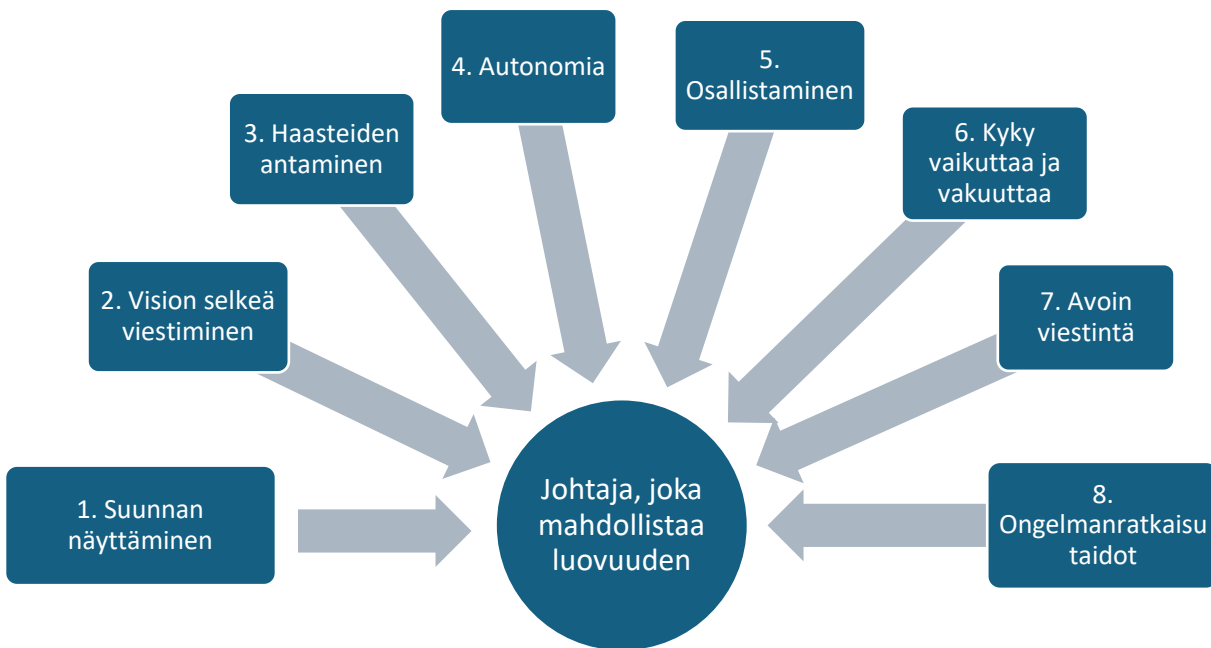 1. Suunnan
näyttäminen
2. Vision selkeä
viestiminen
3. Haasteiden
antaminen
4. Autonomia
5.
Osallistaminen
6. Kyky
vaikuttaa ja
vakuuttaa
7. Avoin
viestintä
8.
Ongelmanratkaisu
taidot
Johtaja, joka
mahdollistaa
luovuuden